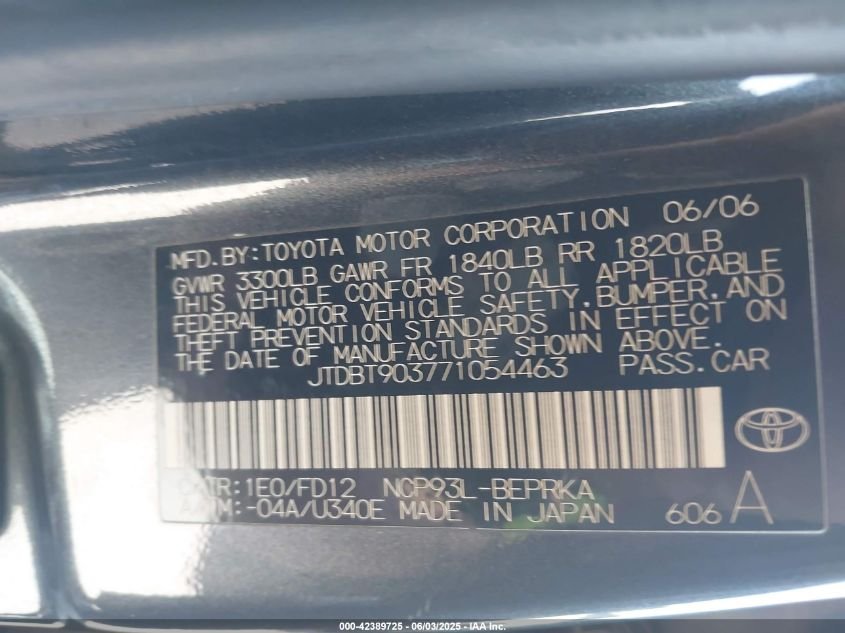 MFD.BY:TOYOTA MOTOR CORPORATION 06/06
GVWR 3300LB GAWR FR 1840LB RR 1820LB
THIS VEHICLE CONFORMS TO ALL APPLICABLE
FEDERAL MOTOR VEHICLE SAFETY,BUMPER,AND
THEFT PREVENTION STANDARDS IN EFFECT ON
THE DATE OF MANUFACTURE SHOWN ABOVE.
JTDBT903771054463 PASS.CAR
TR:1E0/FD12 NCP93L-BEPRKA
M:-04A/U340E MADE IN JAPAN 606 A
000-42389725 - 06/03/2025 - IAA Inc.